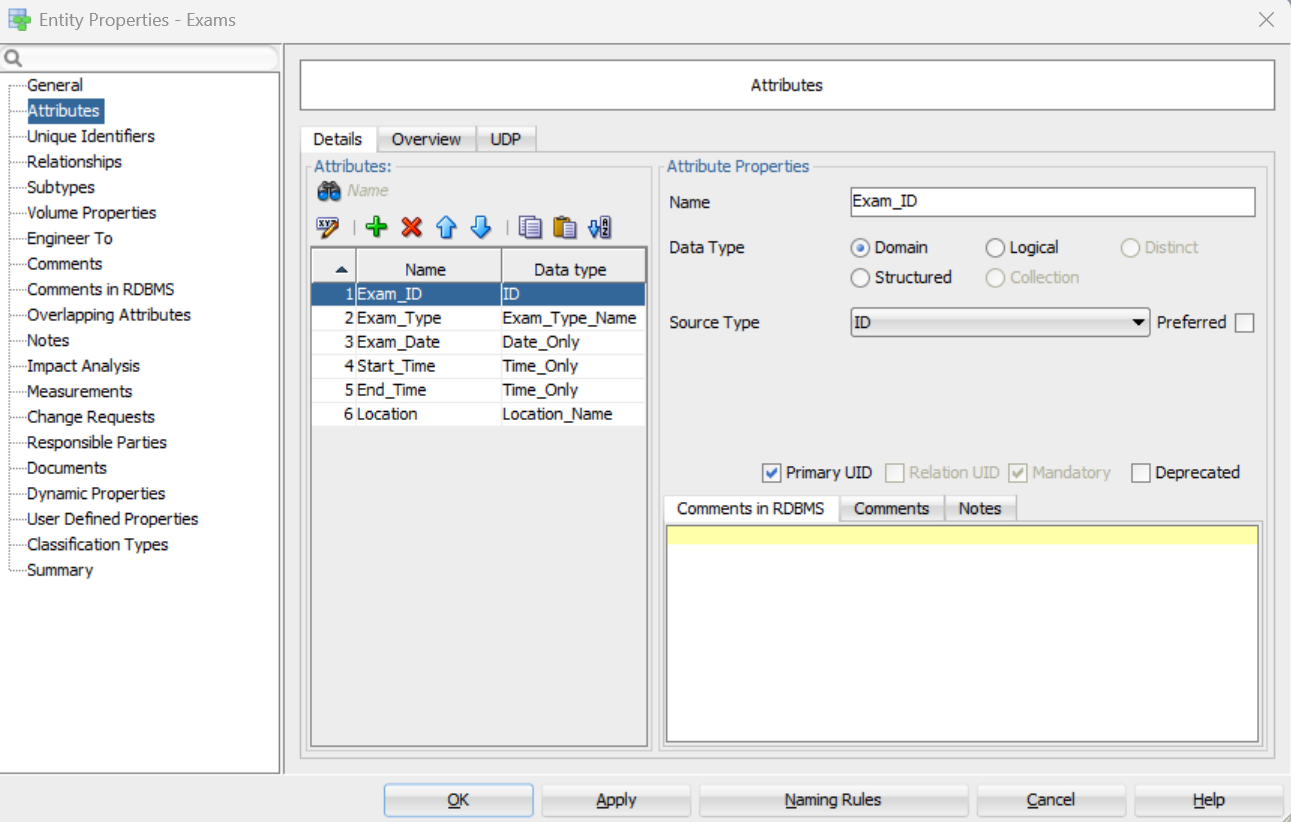 Entity Properties - Exams
General
Attributes
Unique Identifiers
Relationships
Subtypes
Volume Properties
Engineer To
Comments
Comments in RDBMS
Overlapping Attributes
Notes
Impact Analysis
Measurements
Change Requests
Responsible Parties
Documents
Dynamic Properties
User Defined Properties
Classification Types
Summary
Attributes
Details Overview UDP
Attributes:
Name
Name Data type
1 Exam_ID ID
2 Exam_Type Exam_Type_Name
3 Exam_Date Date_Only
4 Start_Time Time_Only
5 End_Time Time_Only
6 Location Location_Name
Attribute Properties
Name Exam_ID
Data Type Domain Logical Distinct
Structured Collection
Source Type ID Preferred
Primary UID Relation UID Mandatory Deprecated
Comments in RDBMS Comments Notes
OK Apply Naming Rules Cancel Help